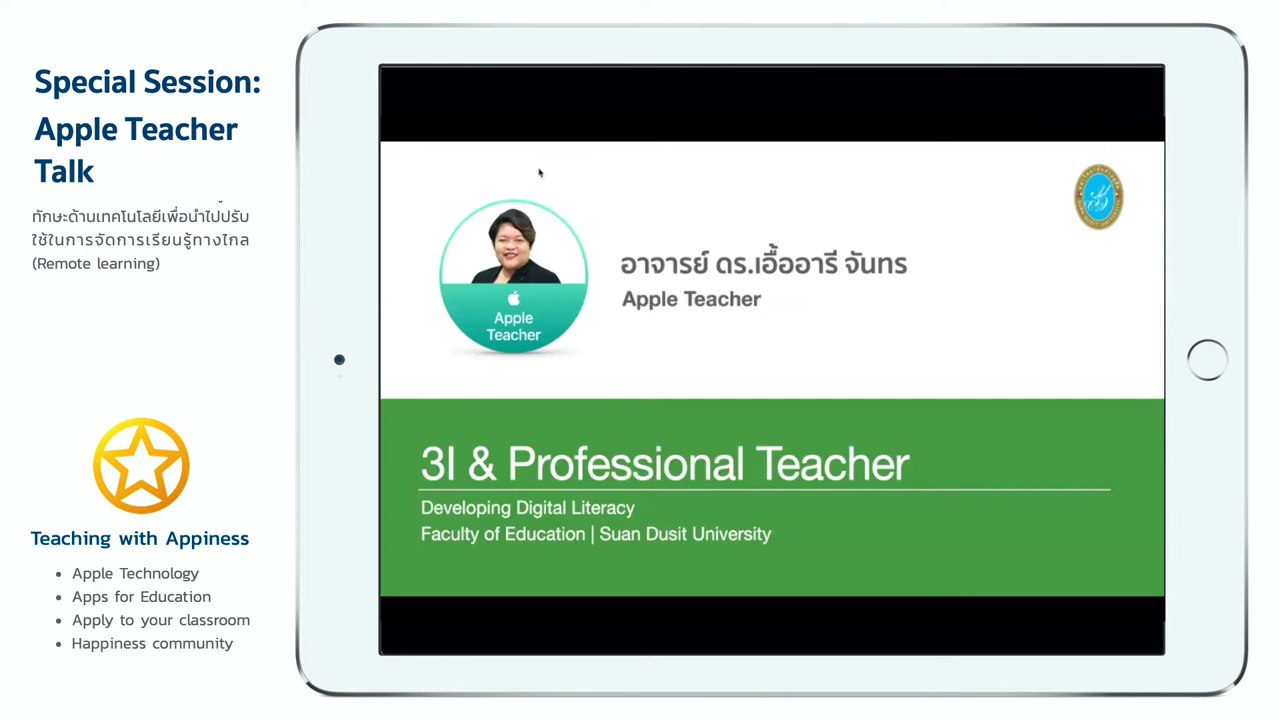 Special Session:
Apple Teacher
Talk
ทักษะด้านเทคโนโลยีเพื่อนำไปปรับ
ใช้ในการจัดการเรียนรู้ทางไกล
(Remote learning)
Teaching with Appiness
• Apple Technology
• Apps for Education
• Apply to your classroom
• Happiness community
Apple
Teacher
อาจารย์ ดร.เอื้ออารี จันทร
Apple Teacher
3I & Professional Teacher
Developing Digital Literacy
Faculty of Education | Suan Dusit University